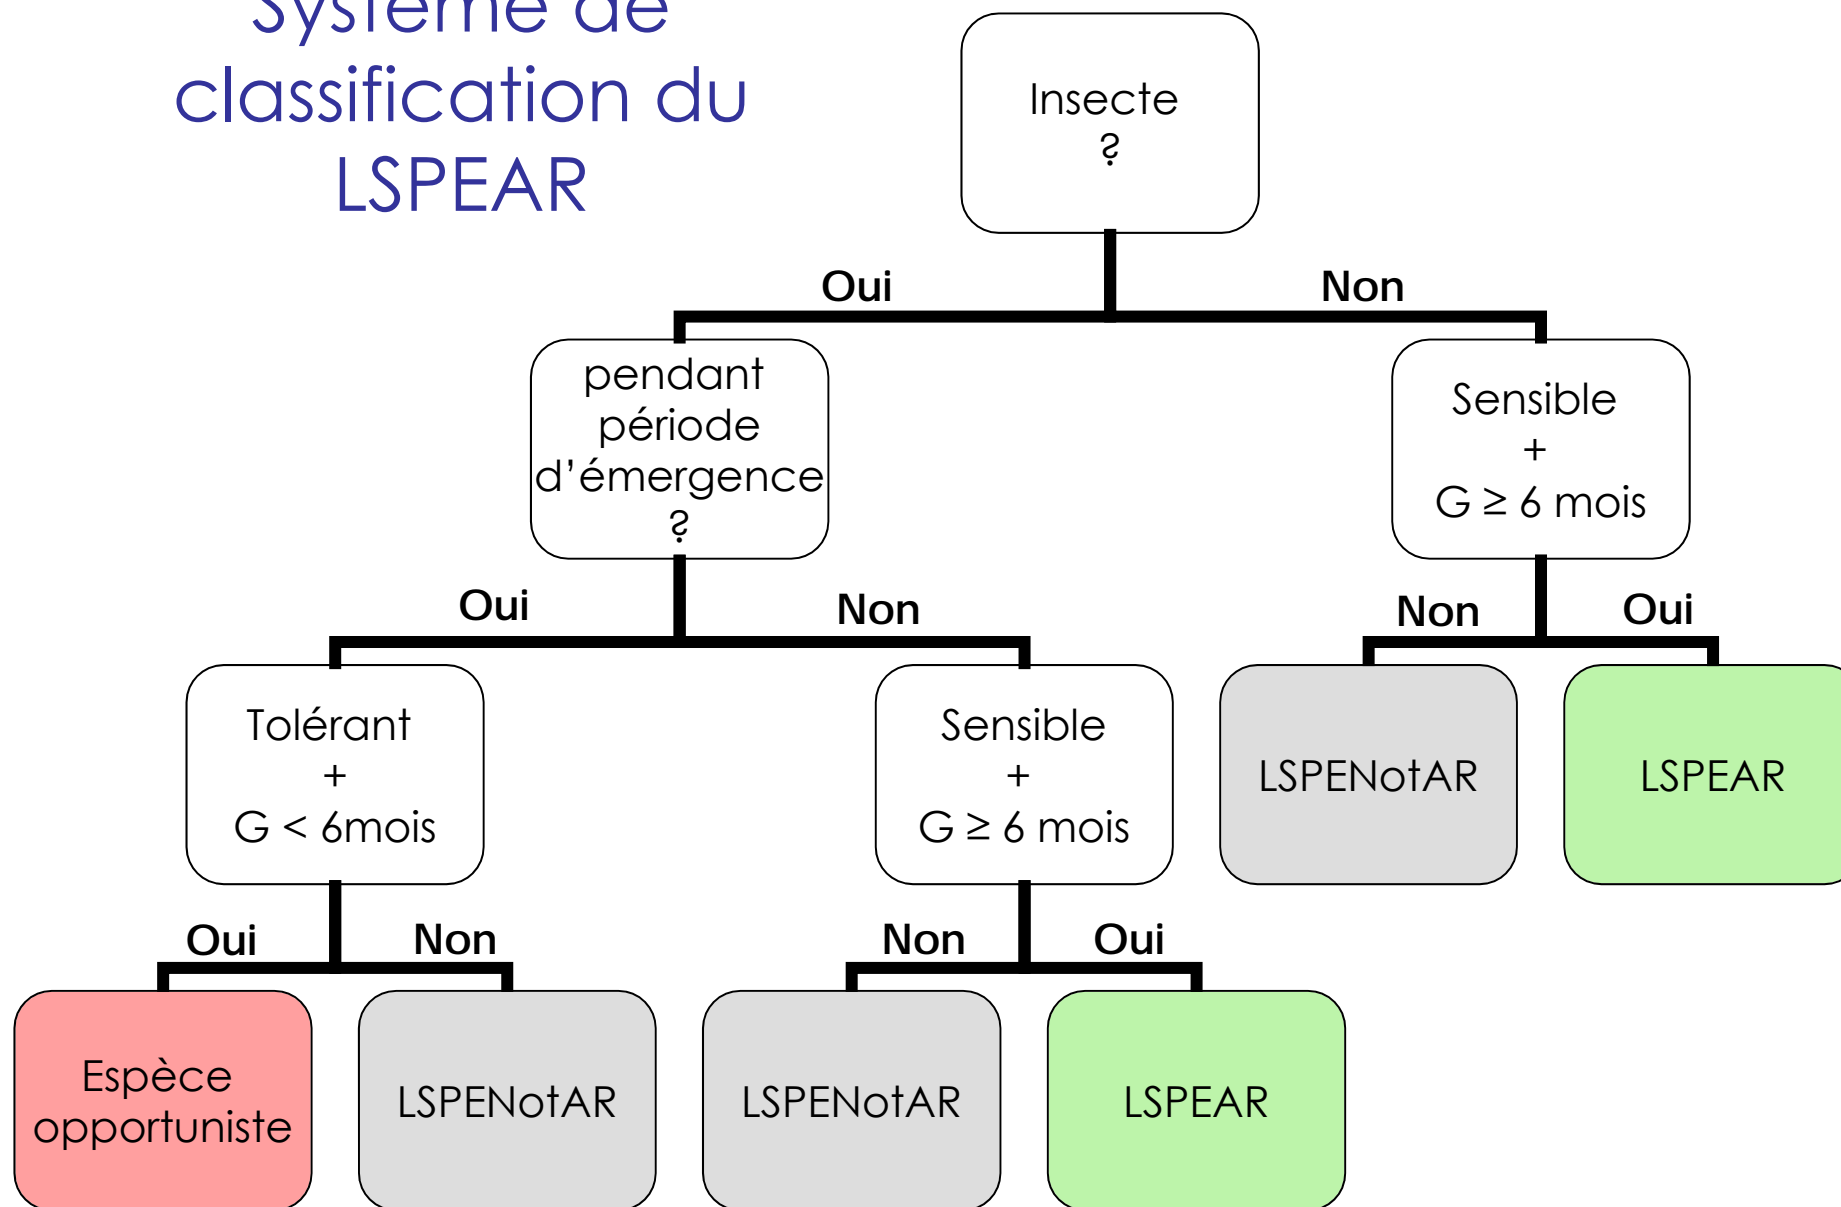 Système de
classification du
LSPEAR
Insecte
?
Oui
Non
pendant
période
d’émergence
?
Sensible
+
G ≥ 6 mois
Oui
Non
Non
Oui
Tolérant
+
G < 6mois
Sensible
+
G ≥ 6 mois
LSPENotAR
LSPEAR
Oui
Non
Non
Oui
Espèce
opportuniste
LSPENotAR
LSPENotAR
LSPEAR